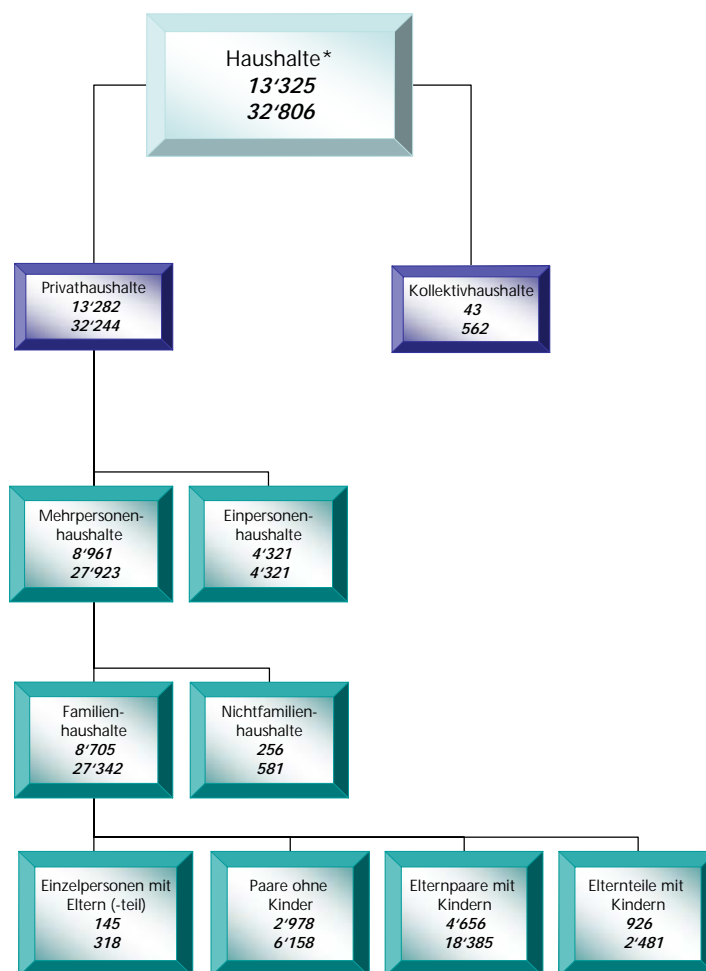 Haushalte*
13‘325
32‘806
Privathaushalte
13‘282
32‘244
Kollektivhaushalte
43
562
Mehrpersonen-
haushalte
8‘961
27‘923
Einpersonen-
haushalte
4‘321
4‘321
Familien-
haushalte
8‘705
27‘342
Nichtfamilien-
haushalte
256
581
Einzelpersonen mit
Eltern (-teil)
145
318
Paare ohne
Kinder
2‘978
6‘158
Elternpaare mit
Kindern
4‘656
18‘385
Elternteile mit
Kindern
926
2‘481